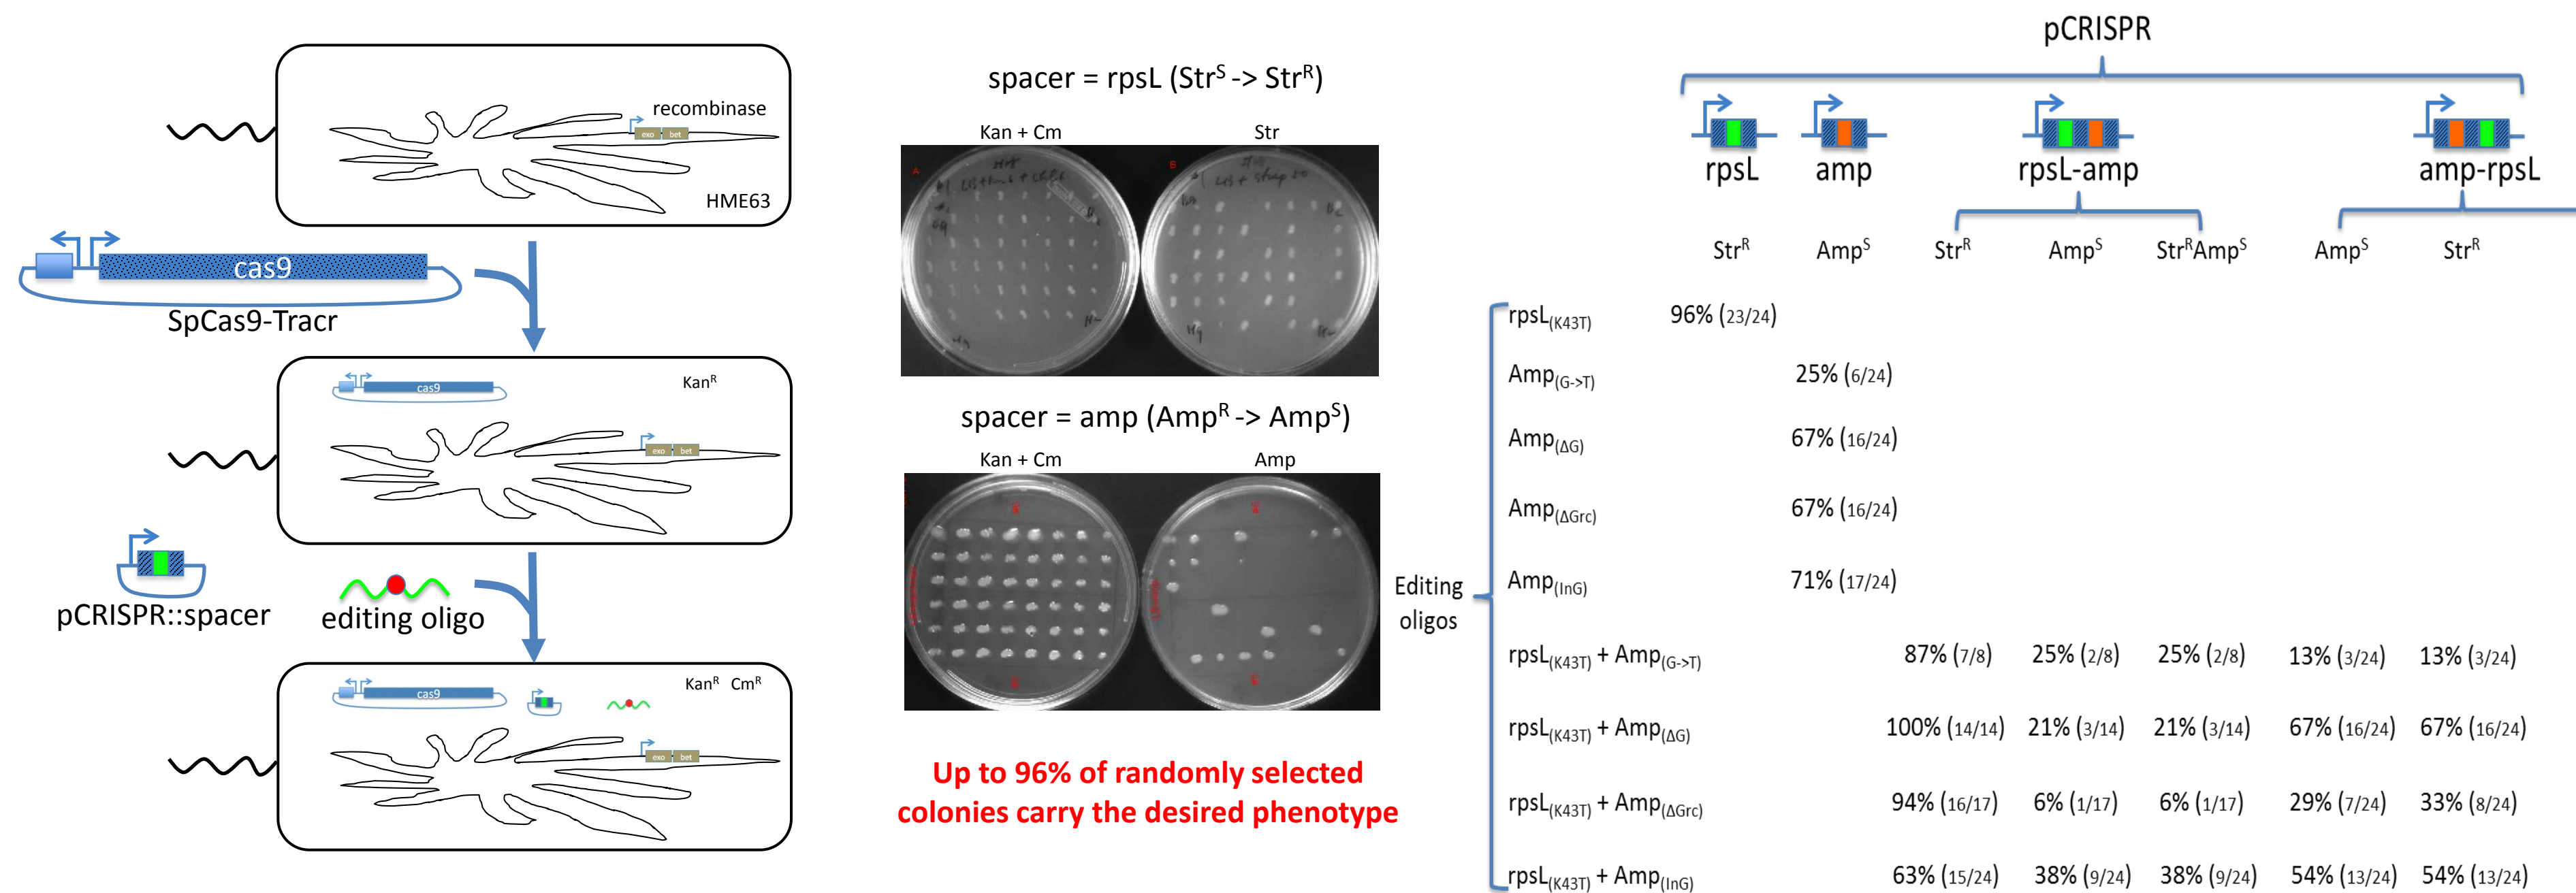 recombinase
exo bet
HME63
cas9
SpCas9-Tracr
cas9
Kan^R
exo bet
pCRISPR::spacer
editing oligo
cas9
Kan^R Cm^R
exo bet
spacer = rpsL (Str^S -> Str^R)
Kan + Cm
Str
A
B
spacer = amp (Amp^R -> Amp^S)
Kan + Cm
Amp
Up to 96% of randomly selected
colonies carry the desired phenotype
pCRISPR
rpsL amp rpsL-amp amp-rpsL
Str^R Amp^S Str^R Amp^S Str^RAmp^S Amp^S Str^R
Editing
oligos
rpsL(K43T) 96% (23/24)
Amp(G->T) 25% (6/24)
Amp(ΔG) 67% (16/24)
Amp(ΔGrc) 67% (16/24)
Amp(InG) 71% (17/24)
rpsL(K43T) + Amp(G->T) 87% (7/8) 25% (2/8) 25% (2/8) 13% (3/24) 13% (3/24)
rpsL(K43T) + Amp(ΔG) 100% (14/14) 21% (3/14) 21% (3/14) 67% (16/24) 67% (16/24)
rpsL(K43T) + Amp(ΔGrc) 94% (16/17) 6% (1/17) 6% (1/17) 29% (7/24) 33% (8/24)
rpsL(K43T) + Amp(InG) 63% (15/24) 38% (9/24) 38% (9/24) 54% (13/24) 54% (13/24)